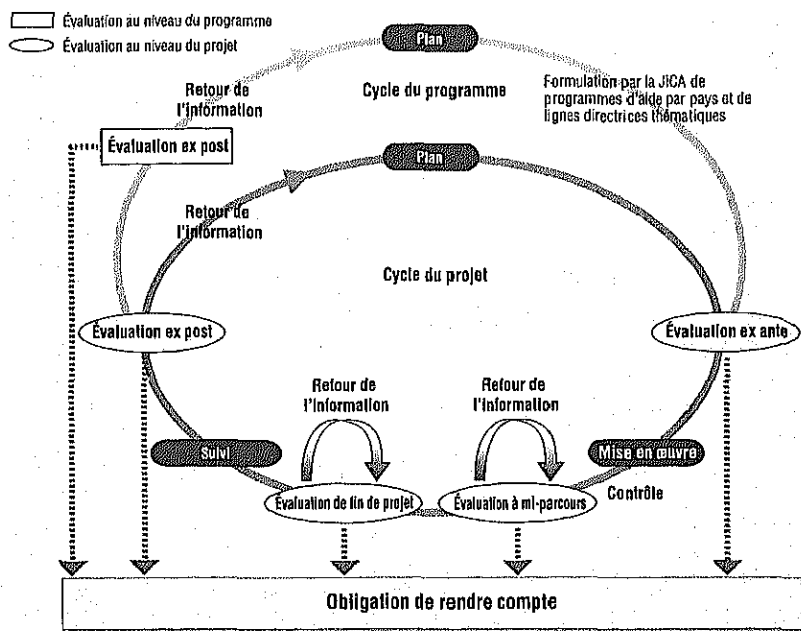 Évaluation au niveau du programme
Évaluation au niveau du projet
Plan
Retour de
l'information
Cycle du programme
Formulation par la JICA de
programmes d'aide par pays et de
lignes directrices thématiques
Évaluation ex post
Plan
Retour de
l'information
Cycle du projet
Évaluation ex post
Évaluation ex ante
Retour de
l'information
Retour de
l'information
Suivi
Mise en œuvre
Évaluation de fin de projet
Évaluation à mi-parcours
Contrôle
Obligation de rendre compte